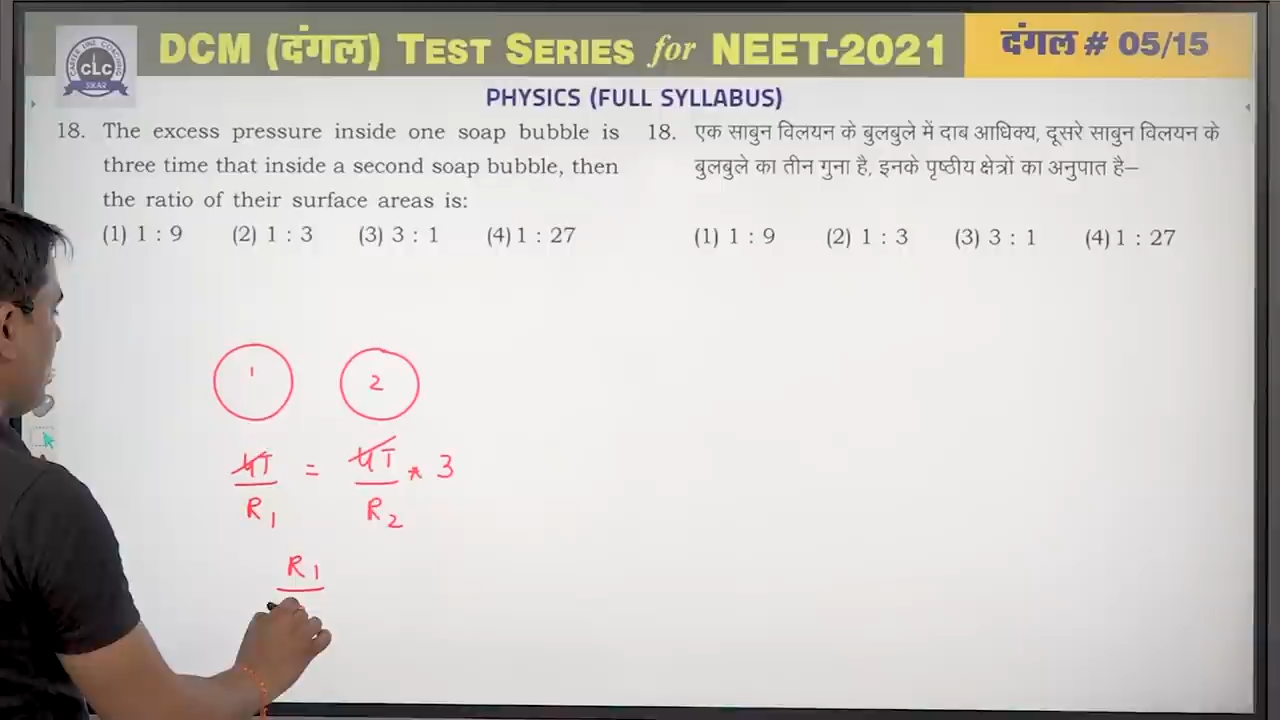 DCM (दंगल) TEST SERIES for NEET-2021
दंगल # 05/15
CLC
SIKAR
PHYSICS (FULL SYLLABUS)
18. The excess pressure inside one soap bubble is
three time that inside a second soap bubble, then
the ratio of their surface areas is:
(1) 1 : 9 (2) 1 : 3 (3) 3 : 1 (4) 1 : 27
18. एक साबुन विलयन के बुलबुले में दाब आधिक्य, दूसरे साबुन विलयन के
बुलबुले का तीन गुना है, इनके पृष्ठीय क्षेत्रों का अनुपात है–
(1) 1 : 9 (2) 1 : 3 (3) 3 : 1 (4) 1 : 27
1 2
4T/R1 = 4T/R2 * 3
R1